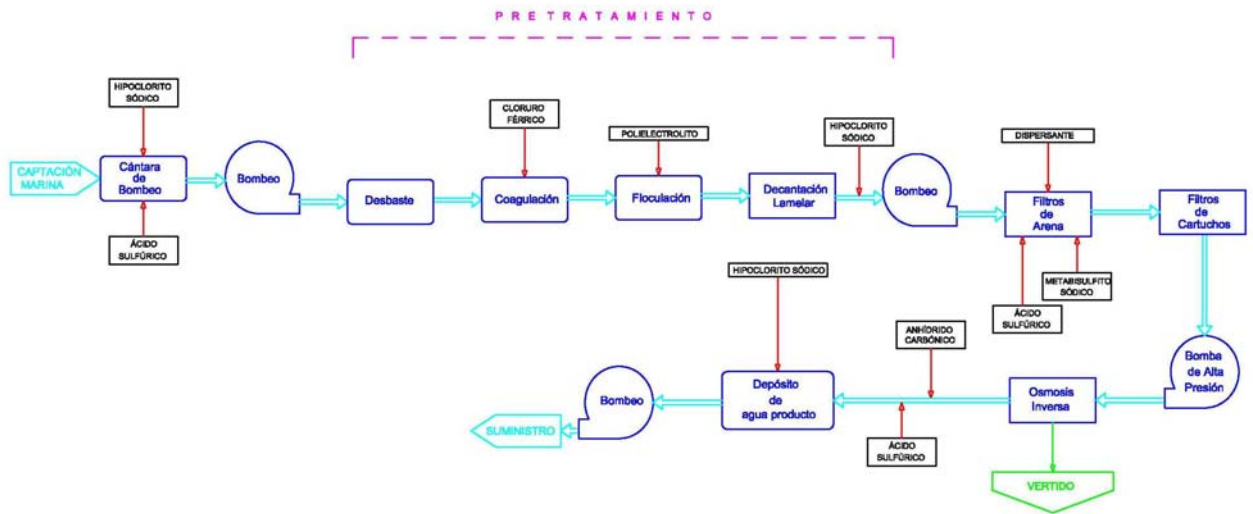 PRETRATAMIENTO
HIPOCLORITO
SÓDICO
CLORURO
FÉRRICO
POLIELECTROLITO
HIPOCLORITO
SÓDICO
DISPERSANTE
CAPTACIÓN
MARINA
Cántara
de
Bombeo
Bombeo
Desbaste
Coagulación
Floculación
Decantación
Lamelar
Bombeo
Filtros
de
Arena
Filtros
de
Cartuchos
ÁCIDO
SULFÚRICO
HIPOCLORITO SÓDICO
METABISULFITO
SÓDICO
ÁCIDO
SULFÚRICO
ANHÍDRIDO
CARBÓNICO
Bomba
de Alta
Presión
Osmosis
Inversa
Depósito
de
agua producto
Bombeo
SUMINISTRO
ÁCIDO
SULFÚRICO
VERTIDO